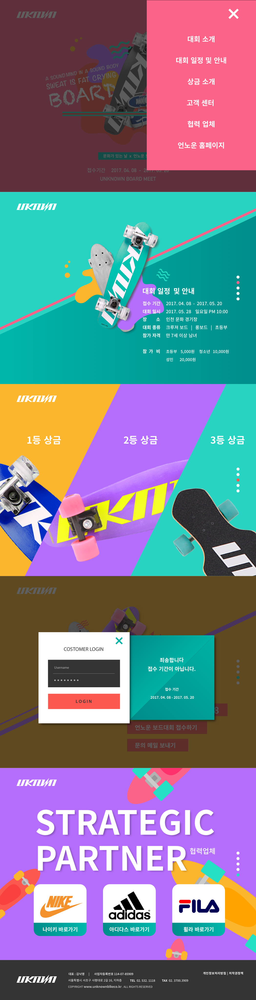 UNKNOWN
대회 소개
대회 일정 및 안내
상금 소개
고객 센터
협력 업체
언노운 홈페이지
A SOUND MIND IN A SOUND BODY
SWEAT IS FAT CRYING
BOARD
문화가 있는 날 x 언노운
접수기간 2017. 04. 08 - 2017. 05. 20
UNKNOWN BOARD MEET
UNKNOWN
대회 일정 및 안내
접수 기간 2017. 04. 08 - 2017. 05. 20
대회 일시 2017. 05. 28 일요일 PM 10:00
장 소 인천 문화 경기장
대회 종류 크루져 보드 | 롱보드 | 초등부
참가 자격 만 7세 이상 남녀
참 가 비 초등부 5,000원 청소년 10,000원
성인 20,000원
UNKNOWN
1등 상금
2등 상금
3등 상금
UNKNOWN
COSTOMER LOGIN
Username
LOGIN
죄송합니다
접수 기간이 아닙니다.
접수 기간
2017. 04. 08 - 2017. 05. 20
8
언노운 보드대회 접수하기
문의 메일 보내기
UNKNOWN
STRATEGIC
PARTNER 협력업체
NIKE
adidas
FILA
나이키 바로가기
아디다스 바로가기
휠라 바로가기
UNKNOWN
대표 : 김낙영 | 사업자등록번호 114-07-85909
개인정보처리방침 | 저작권정책
서울특별시 서초구 사평대로 2길 16, 지하층 TEL 02. 532. 1118 TAX 02. 3700.3909
COPYRIGHT www.unknownblkeco.kr . ALL RIGHTS RESERVED